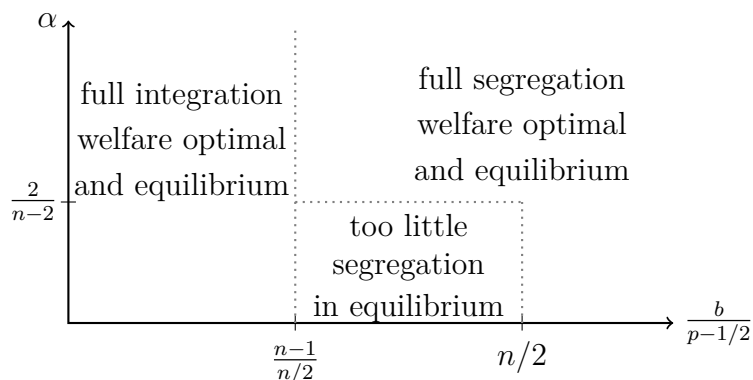 α
full integration
welfare optimal
and equilibrium
full segregation
welfare optimal
and equilibrium
2/(n−2)
too little
segregation
in equilibrium
(n−1)/(n/2)
n/2
b/(p−1/2)